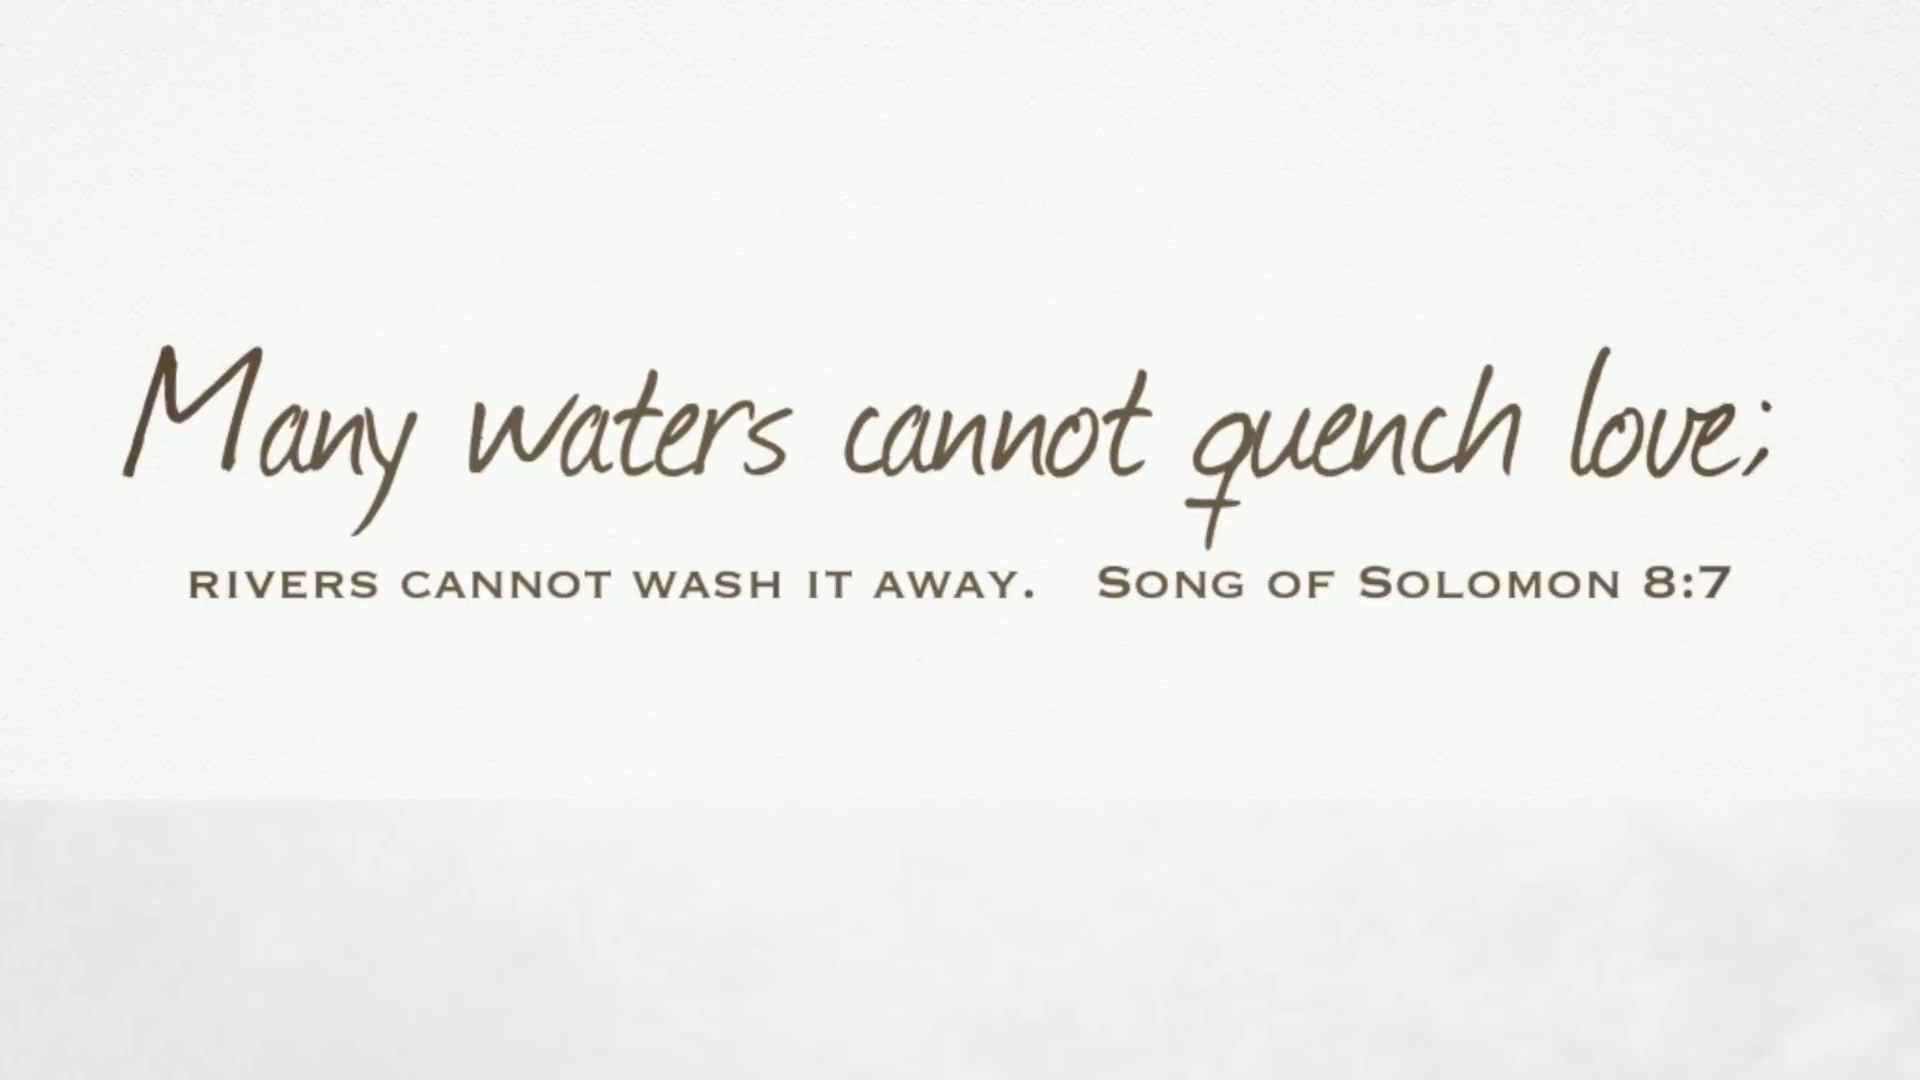 Many waters cannot quench love;
RIVERS CANNOT WASH IT AWAY. SONG OF SOLOMON 8:7